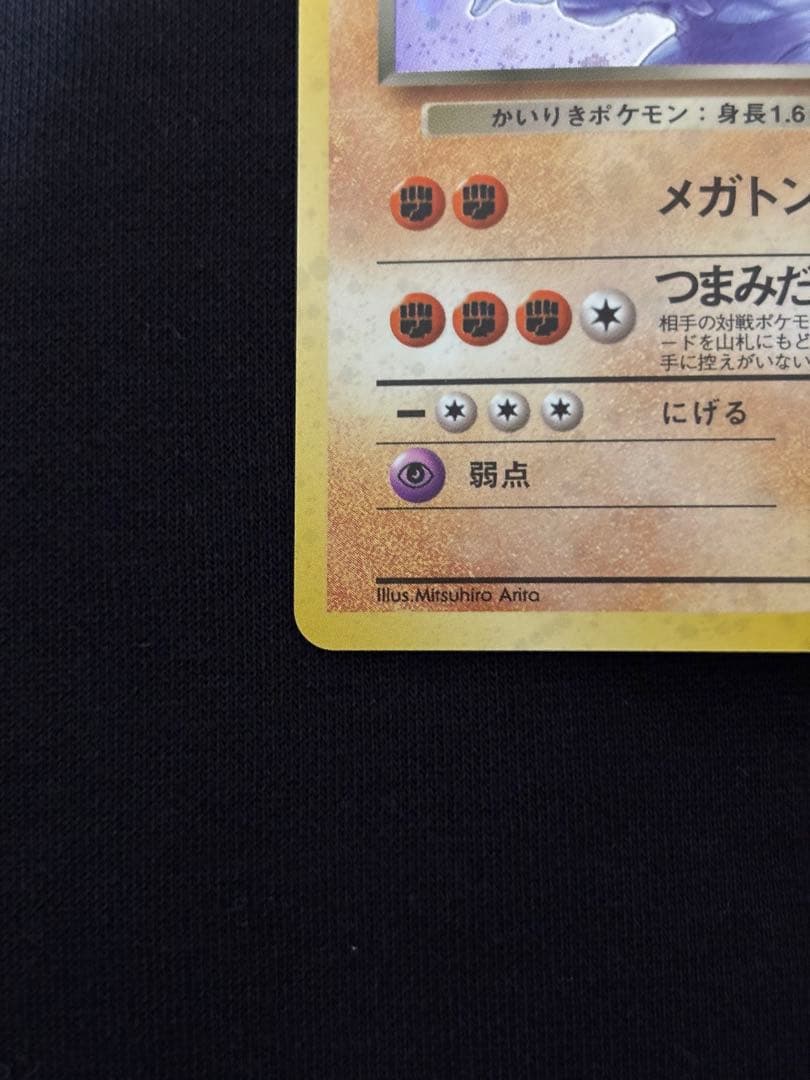 かいりきポケモン：身長1.6
メガトン
つまみだ
相手の対戦ポケモ
ードを山札にもど
手に控えがいない
にげる
弱点
Illus.Mitsuhiro Arita